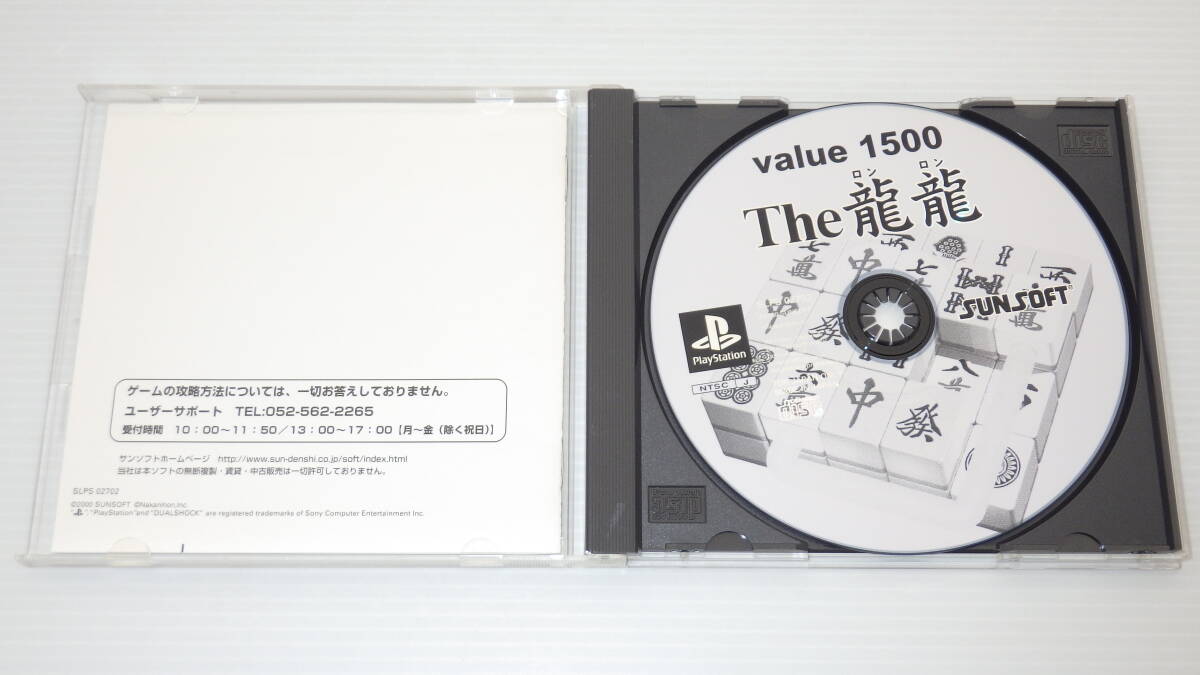 ゲームの攻略方法については、一切お答えしておりません。
ユーザーサポート TEL:052-562-2265
受付時間 10:00〜11:50/13:00〜17:00【月〜金(除く祝日)】
サンソフトホームページ http://www.sun-denshi.co.jp/soft/index.html
当社は本ソフトの無断複製・賃貸・中古販売は一切許可しておりません。
SLPS 02702
©2000 SUNSOFT ©Nakanihon,Inc.
" ", "PlayStation"and "DUALSHOCK" are registered trademarks of Sony Computer Entertainment Inc.
value 1500
ロン ロン
The龍龍
SUNSOFT®
PlayStation
NTSC J
七萬
中
發
中
發
八